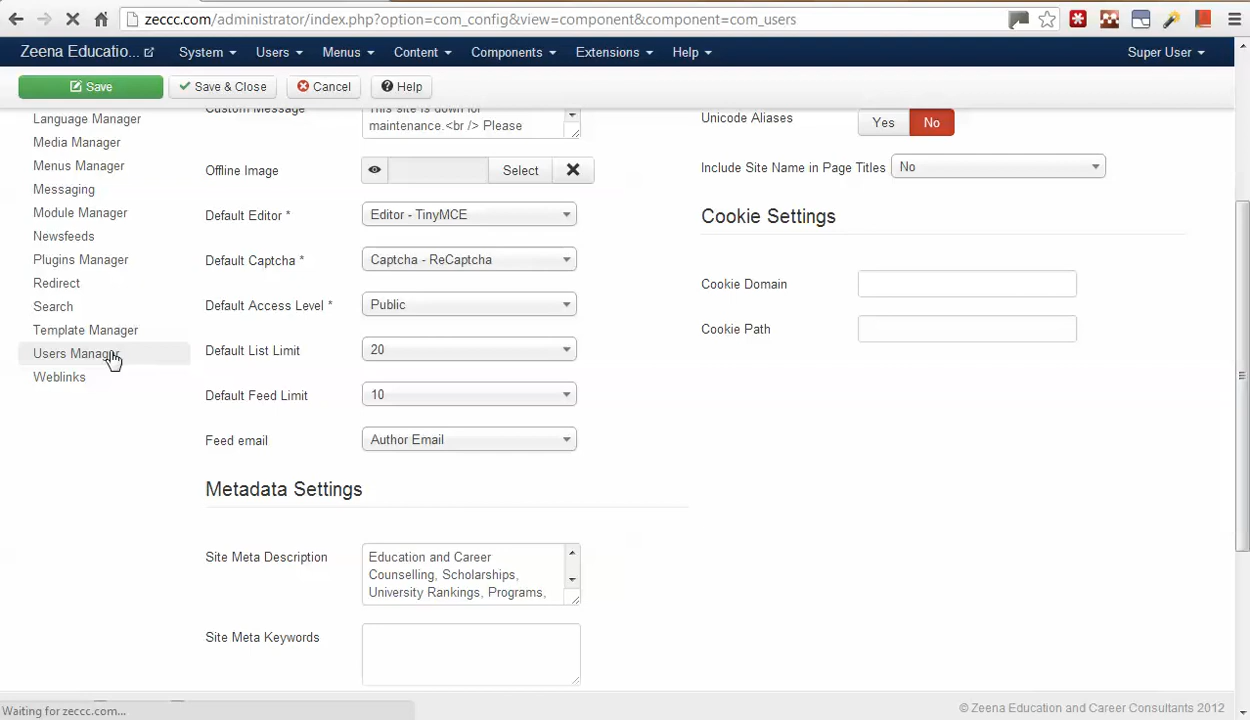 zeccc.com/administrator/index.php?option=com_config&view=component&component=com_users
Zeena Educatio... System Users Menus Content Components Extensions Help Super User
Save Save & Close Cancel Help
Language Manager
Media Manager
Menus Manager
Messaging
Module Manager
Newsfeeds
Plugins Manager
Redirect
Search
Template Manager
Users Manager
Weblinks
Custom Message
This site is down for
maintenance.<br /> Please
Offline Image Select
Default Editor * Editor - TinyMCE
Default Captcha * Captcha - ReCaptcha
Default Access Level * Public
Default List Limit 20
Default Feed Limit 10
Feed email Author Email
Metadata Settings
Site Meta Description
Education and Career
Counselling, Scholarships,
University Rankings, Programs,
Site Meta Keywords
Unicode Aliases Yes No
Include Site Name in Page Titles No
Cookie Settings
Cookie Domain
Cookie Path
Waiting for zeccc.com...
© Zeena Education and Career Consultants 2012